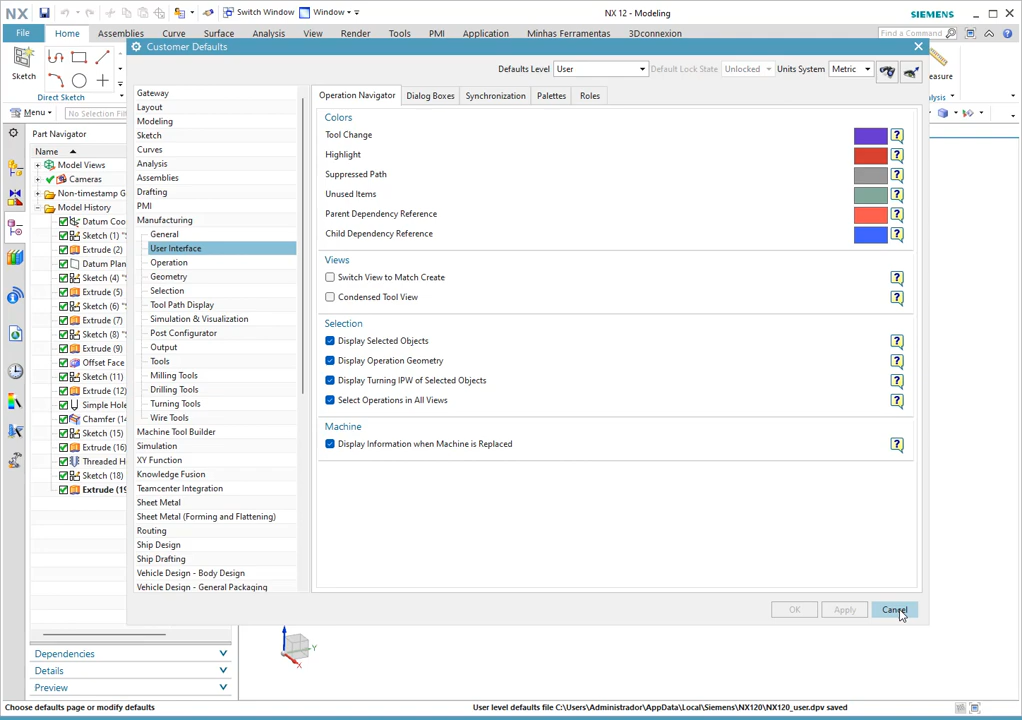 NX
Switch Window
Window
NX 12 - Modeling
SIEMENS
File
Home
Assemblies
Curve
Surface
Analysis
View
Render
Tools
PMI
Application
Minhas Ferramentas
3Dconnexion
Find a Command
Sketch
Direct Sketch
Customer Defaults
Menu
No Selection
Part Navigator
Name
Model Views
Cameras
Non-timestamp G
Model History
Datum Coo
Sketch (1) "S
Extrude (2)
Datum Plan
Sketch (4) "S
Extrude (5)
Sketch (6) "S
Extrude (7)
Sketch (8) "S
Extrude (9)
Offset Face
Sketch (11)
Extrude (12)
Simple Hole
Chamfer (14
Sketch (15)
Extrude (16)
Threaded H
Sketch (18)
Extrude (19
Dependencies
Details
Preview
Defaults Level
User
Default Lock State
Unlocked
Units System
Metric
easure
alysis
Gateway
Layout
Modeling
Sketch
Curves
Analysis
Assemblies
Drafting
PMI
Manufacturing
General
User Interface
Operation
Geometry
Selection
Tool Path Display
Simulation & Visualization
Post Configurator
Output
Tools
Milling Tools
Drilling Tools
Turning Tools
Wire Tools
Machine Tool Builder
Simulation
XY Function
Knowledge Fusion
Teamcenter Integration
Sheet Metal
Sheet Metal (Forming and Flattening)
Routing
Ship Design
Ship Drafting
Vehicle Design - Body Design
Vehicle Design - General Packaging
Operation Navigator
Dialog Boxes
Synchronization
Palettes
Roles
Colors
Tool Change
Highlight
Suppressed Path
Unused Items
Parent Dependency Reference
Child Dependency Reference
Views
Switch View to Match Create
Condensed Tool View
Selection
Display Selected Objects
Display Operation Geometry
Display Turning IPW of Selected Objects
Select Operations in All Views
Machine
Display Information when Machine is Replaced
OK
Apply
Cancel
Y
X
Choose defaults page or modify defaults
User level defaults file C:\Users\Administrador\AppData\Local\Siemens\NX120\NX120_user.dpv saved